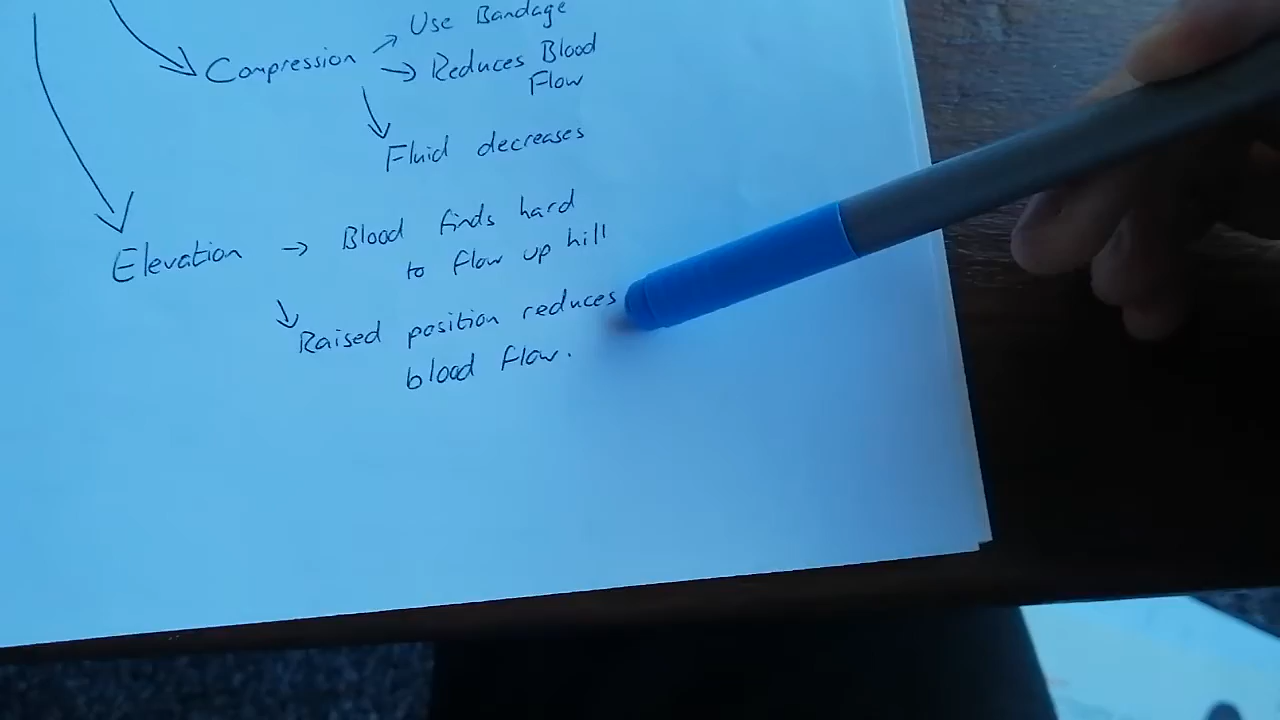 Use Bandage
Compression
Reduces Blood
Flow
Fluid decreases
Elevation
Blood finds hard
to flow up hill
Raised position reduces
blood flow.